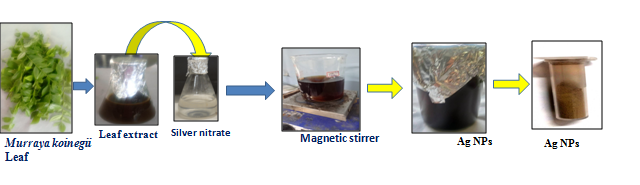 Murraya koinegii
Leaf
Leaf extract
Silver nitrate
Magnetic stirrer
Ag NPs
Ag NPs